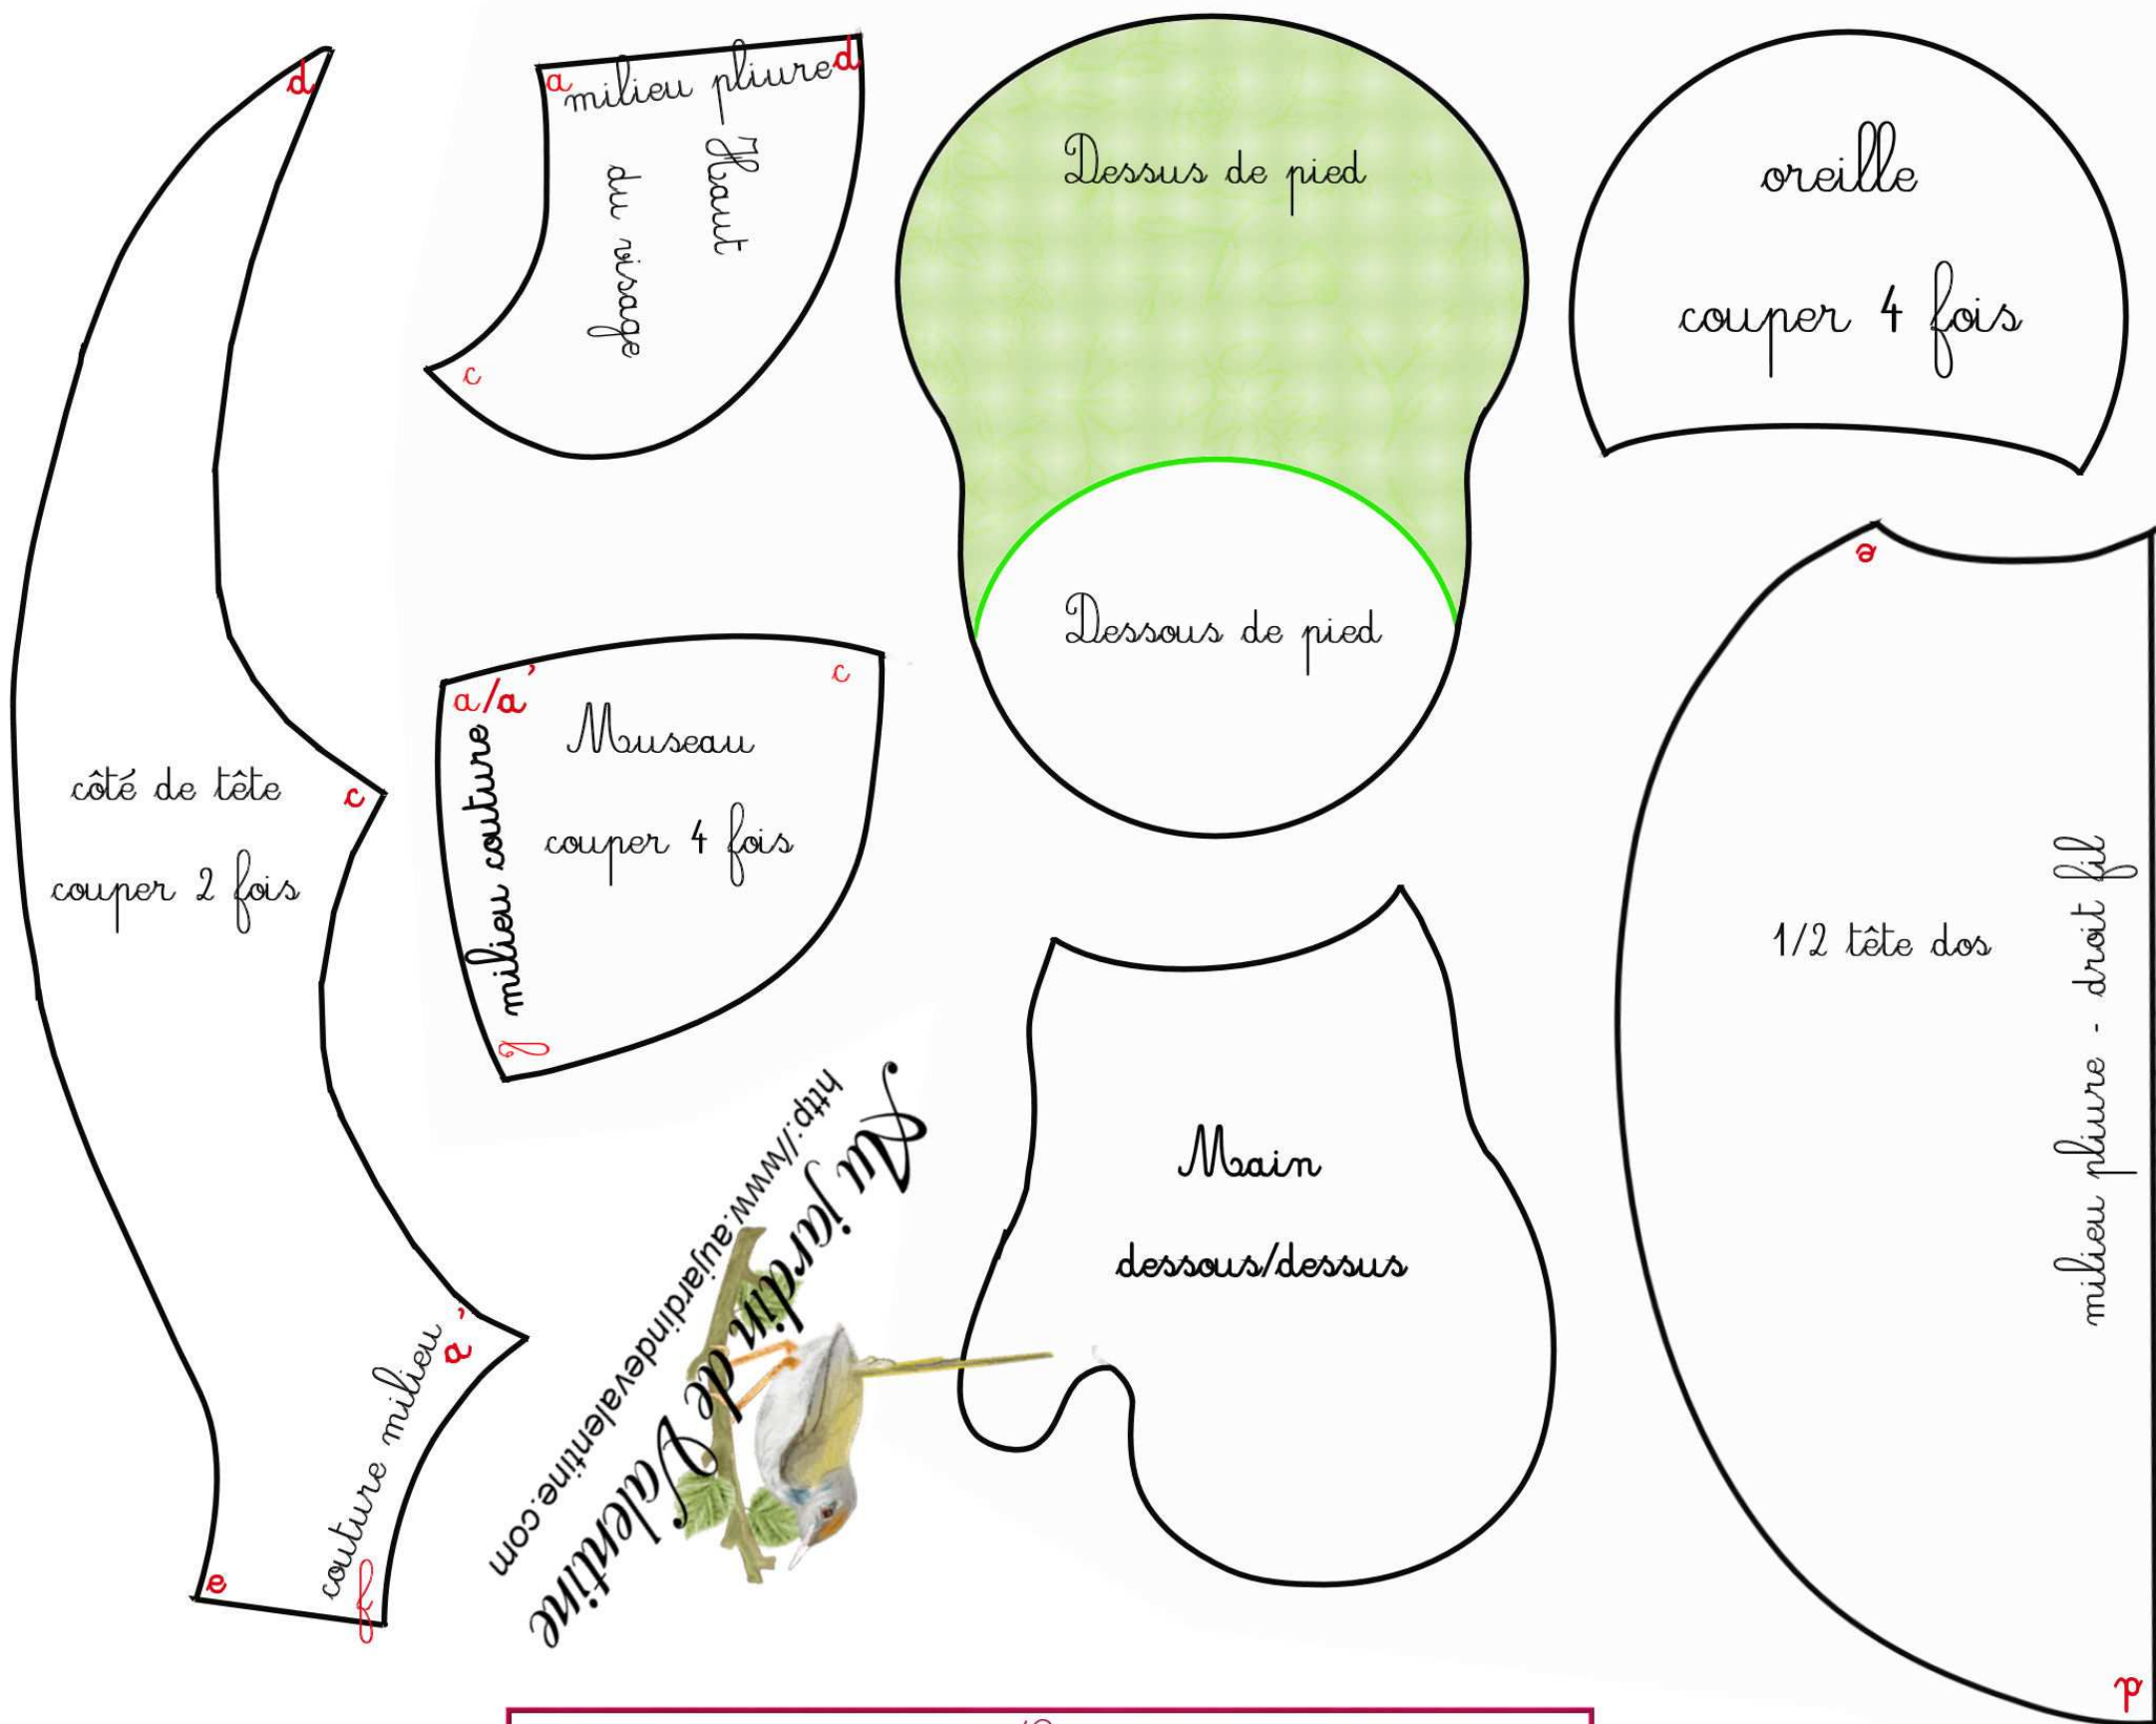 d
côté de tête
couper 2 fois
c
couture milieu
a'
e
f
a
milieu pliure
d
Haut
du visage
c
a/a'
c
milieu couture
Museau
couper 4 fois
f
http://www.aujardindevalentine.com
Au jardin de Valentine
Dessus de pied
Dessous de pied
Main
dessous/dessus
oreille
couper 4 fois
e
1/2 tête dos
milieu pliure - droit fil
d